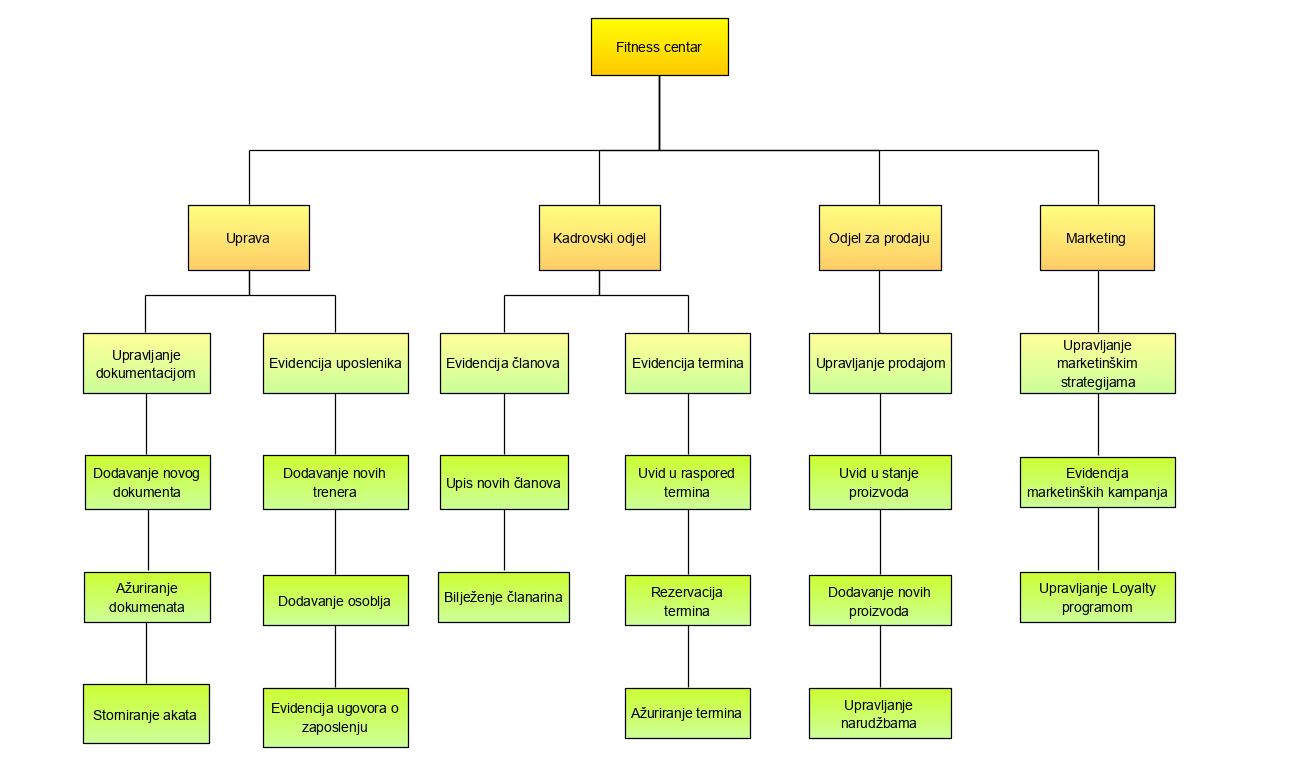 Fitness centar
Uprava
Kadrovski odjel
Odjel za prodaju
Marketing
Upravljanje
dokumentacijom
Evidencija uposlenika
Evidencija članova
Evidencija termina
Upravljanje prodajom
Upravljanje
marketinškim
strategijama
Dodavanje novog
dokumenta
Dodavanje novih
trenera
Upis novih članova
Uvid u raspored
termina
Uvid u stanje
proizvoda
Evidencija
marketinških kampanja
Ažuriranje
dokumenata
Dodavanje osoblja
Bilježenje članarina
Rezervacija
termina
Dodavanje novih
proizvoda
Upravljanje Loyalty
programom
Storniranje akata
Evidencija ugovora o
zaposlenju
Ažuriranje termina
Upravljanje
narudžbama